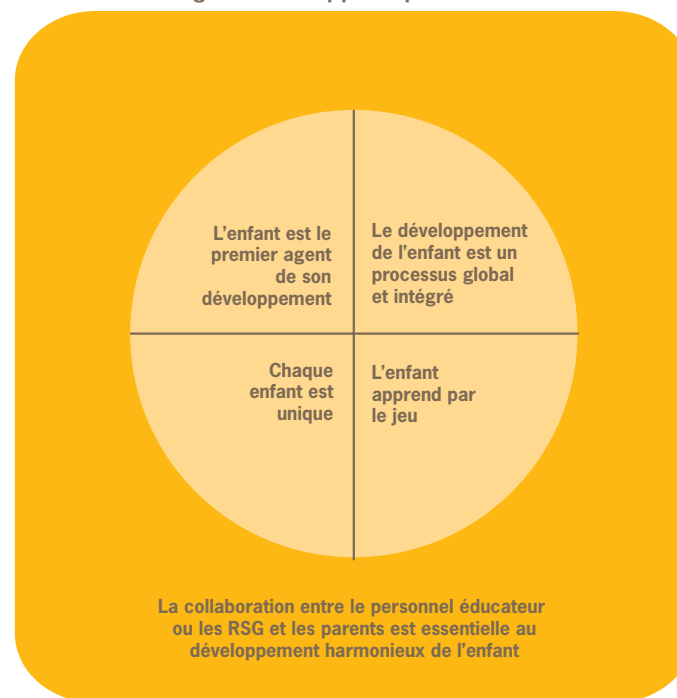 L'enfant est le
premier agent
de son
développement
Le développement
de l'enfant est un
processus global
et intégré
Chaque
enfant est
unique
L'enfant
apprend par
le jeu
La collaboration entre le personnel éducateur
ou les RSG et les parents est essentielle au
développement harmonieux de l'enfant